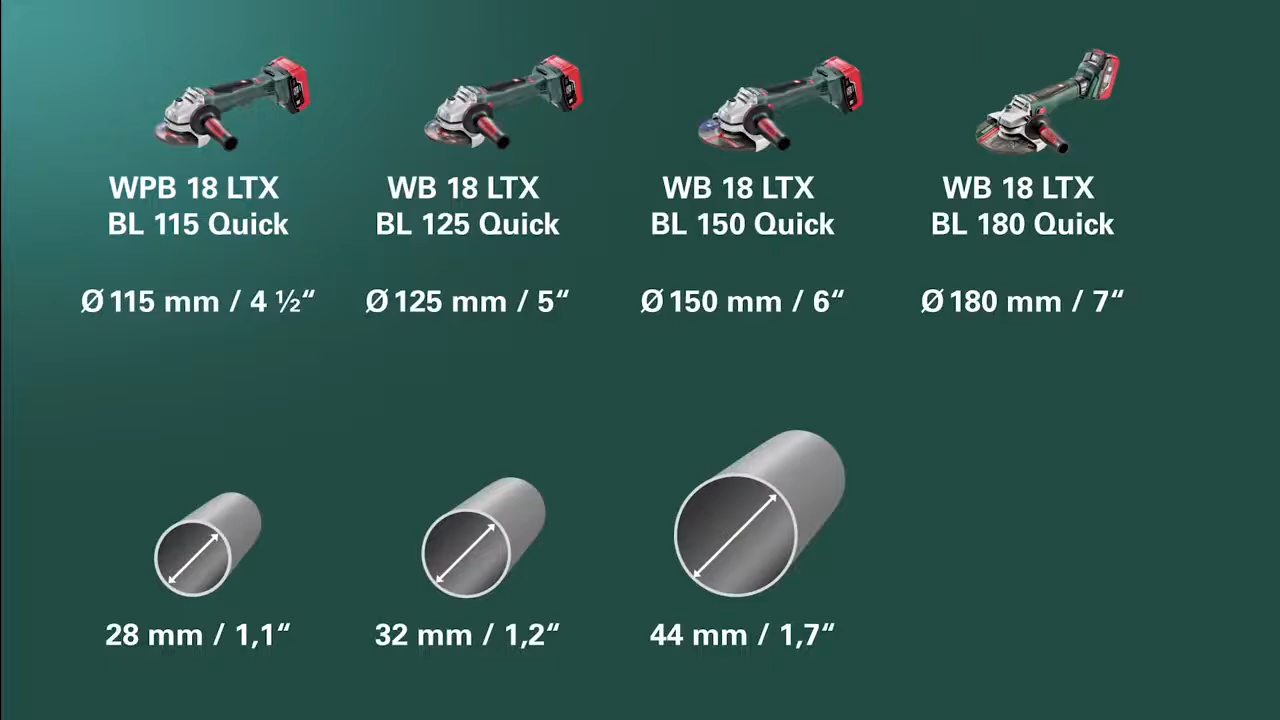 WPB 18 LTX
BL 115 Quick
WB 18 LTX
BL 125 Quick
WB 18 LTX
BL 150 Quick
WB 18 LTX
BL 180 Quick
Ø 115 mm / 4 ½“
Ø 125 mm / 5“
Ø 150 mm / 6“
Ø 180 mm / 7“
28 mm / 1,1“
32 mm / 1,2“
44 mm / 1,7“